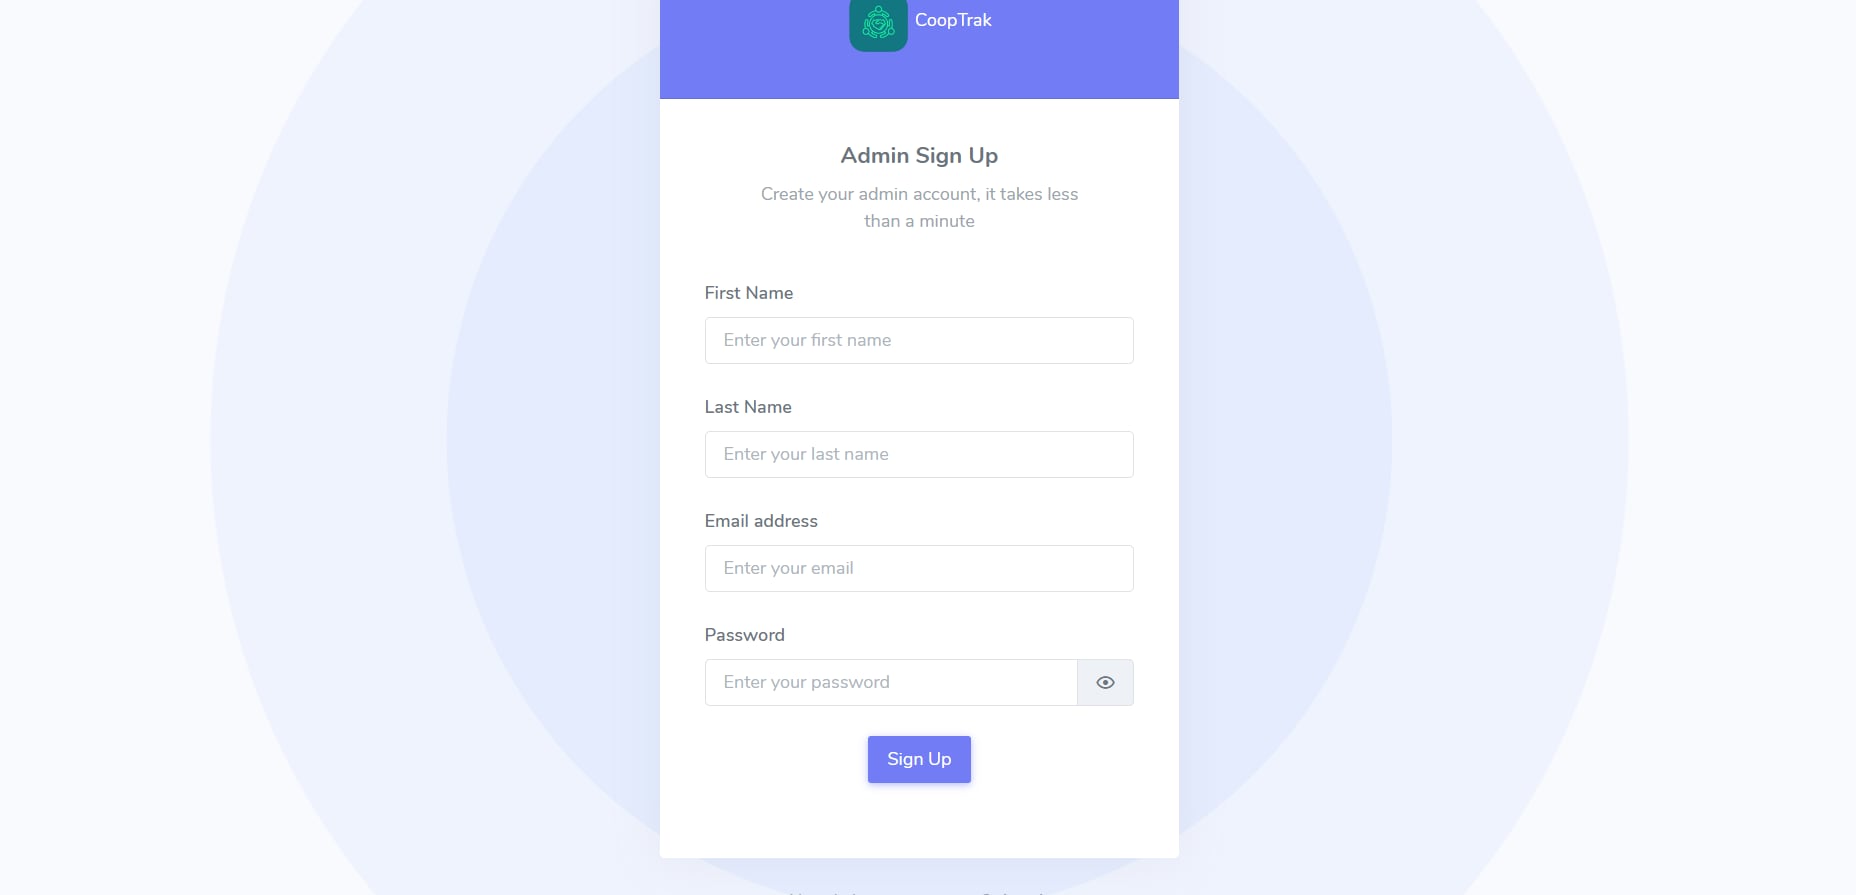 CoopTrak
Admin Sign Up
Create your admin account, it takes less
than a minute
First Name
Enter your first name
Last Name
Enter your last name
Email address
Enter your email
Password
Enter your password
Sign Up